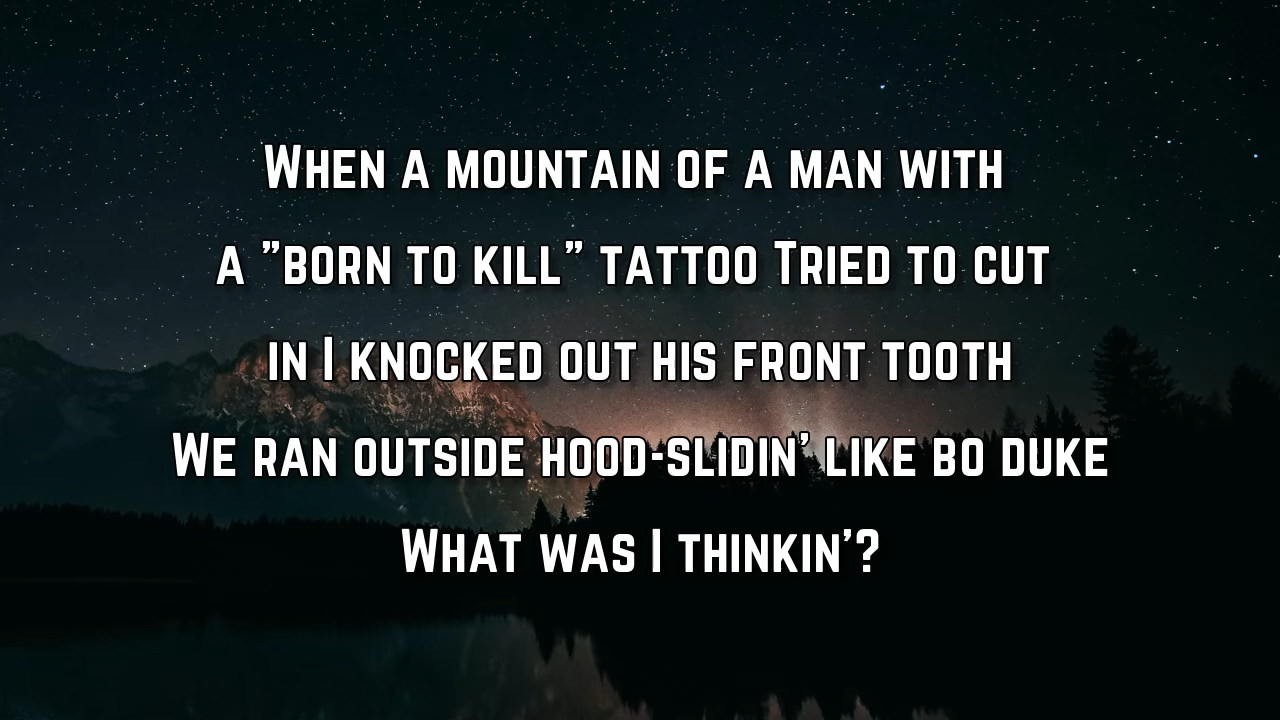 When a mountain of a man with
a "born to kill" tattoo Tried to cut
in I knocked out his front tooth
We ran outside hood-slidin' like bo duke
What was I thinkin'?